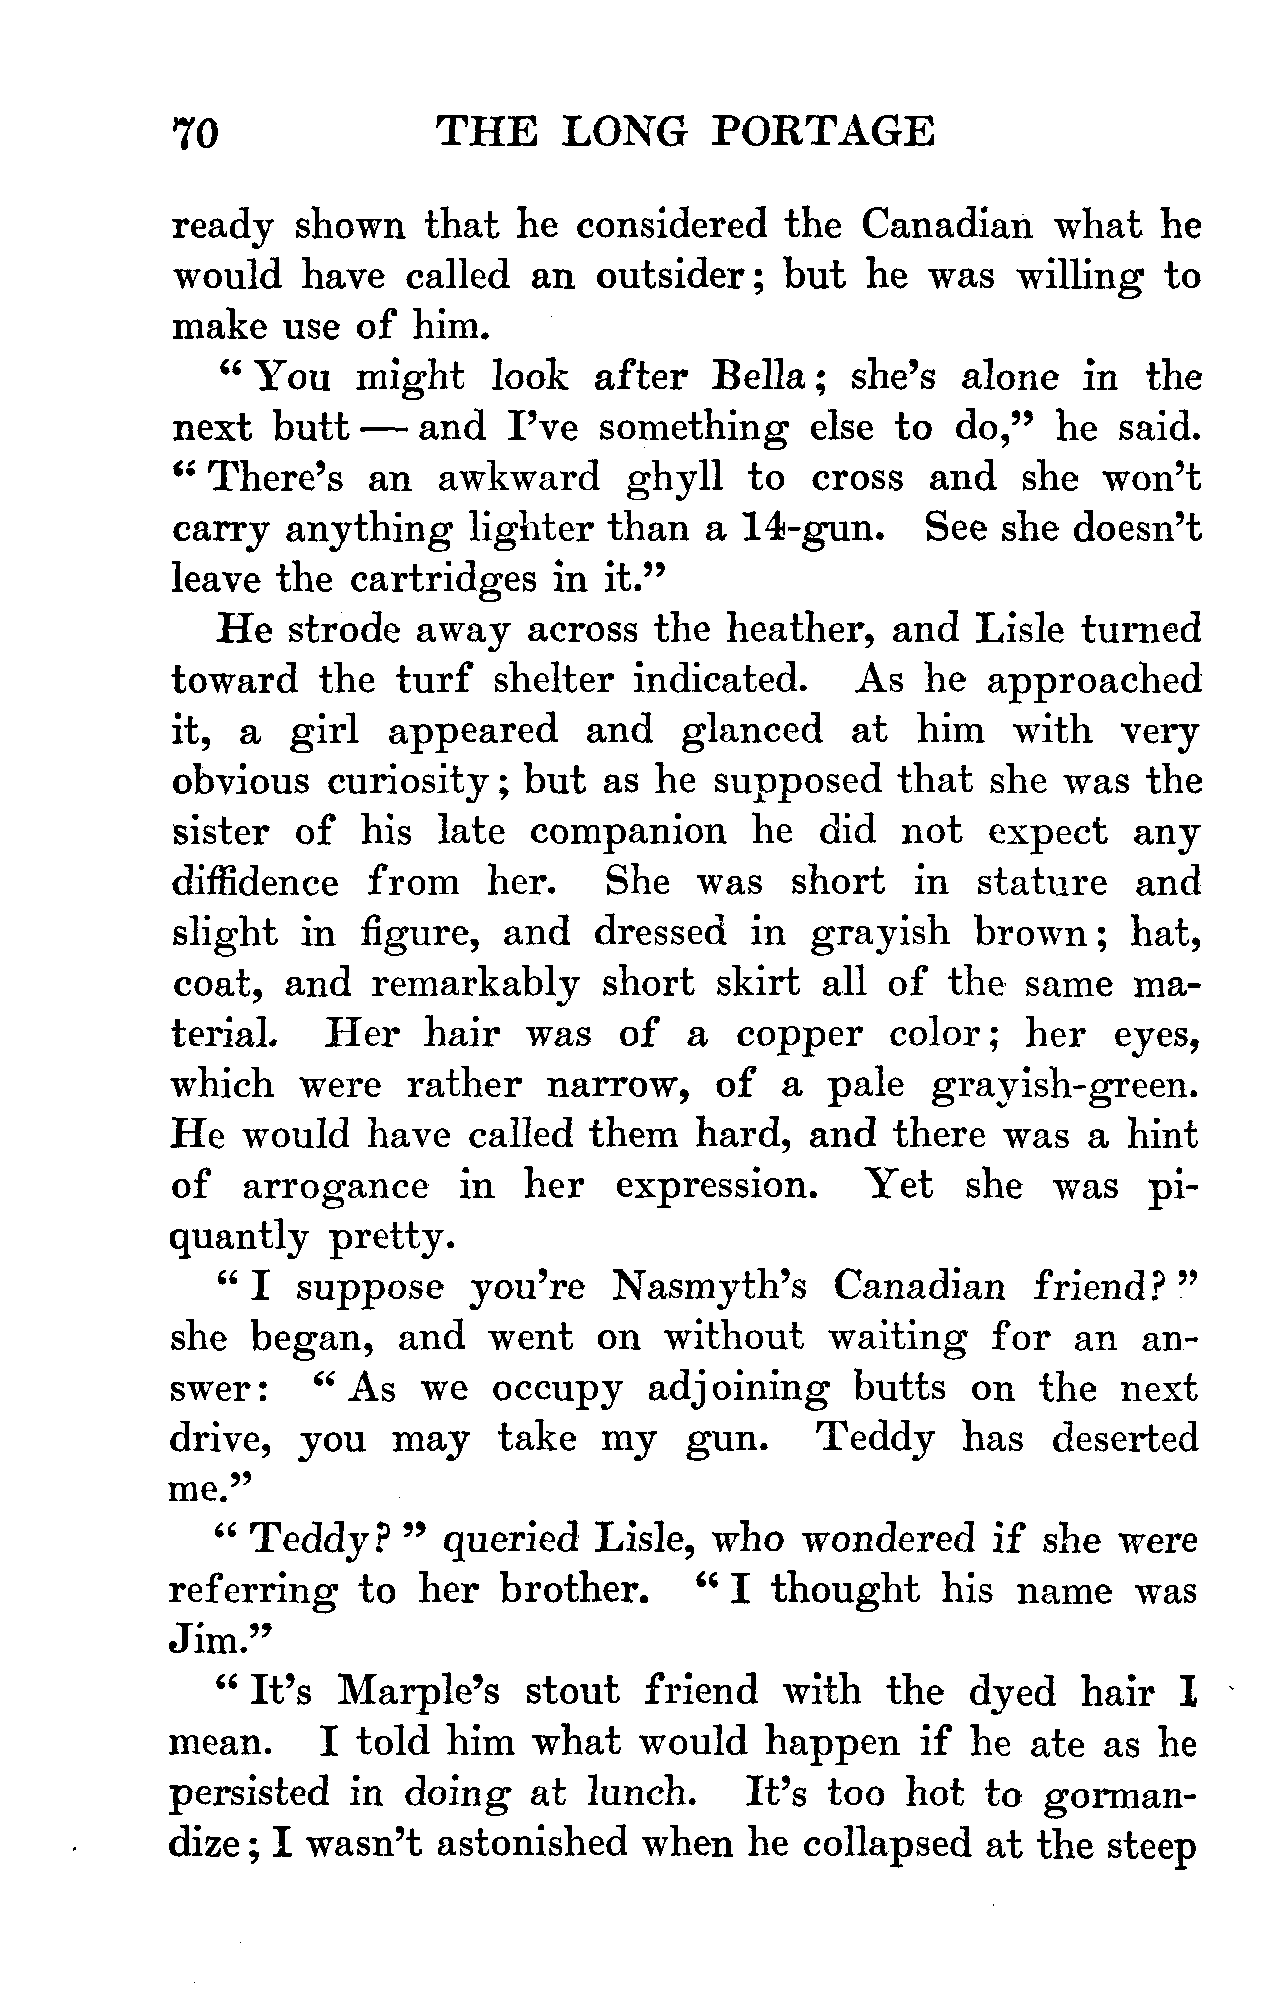 70 THE LONG PORTAGE
ready shown that he considered the Canadian what he
would have called an outsider; but he was willing to
make use of him.
" You might look after Bella; she's alone in the
next butt — and I've something else to do," he said.
" There's an awkward ghyll to cross and she won't
carry anything lighter than a 14-gun. See she doesn't
leave the cartridges in it."
He strode away across the heather, and Lisle turned
toward the turf shelter indicated. As he approached
it, a girl appeared and glanced at him with very
obvious curiosity; but as he supposed that she was the
sister of his late companion he did not expect any
diffidence from her. She was short in stature and
slight in figure, and dressed in grayish brown; hat,
coat, and remarkably short skirt all of the same ma-
terial. Her hair was of a copper color; her eyes,
which were rather narrow, of a pale grayish-green.
He would have called them hard, and there was a hint
of arrogance in her expression. Yet she was pi-
quantly pretty.
" I suppose you're Nasmyth's Canadian friend? "
she began, and went on without waiting for an an-
swer: " As we occupy adjoining butts on the next
drive, you may take my gun. Teddy has deserted
me."
" Teddy? " queried Lisle, who wondered if she were
referring to her brother. " I thought his name was
Jim."
" It's Marple's stout friend with the dyed hair I
mean. I told him what would happen if he ate as he
persisted in doing at lunch. It's too hot to gorman-
dize; I wasn't astonished when he collapsed at the steep